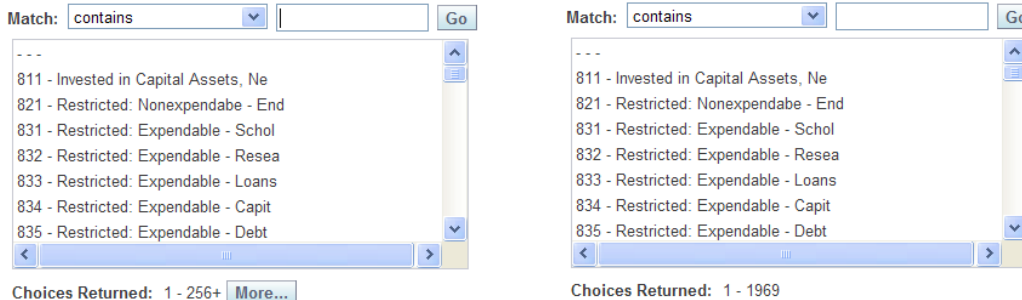 Match: contains Go
- - -
811 - Invested in Capital Assets, Ne
821 - Restricted: Nonexpendabe - End
831 - Restricted: Expendable - Schol
832 - Restricted: Expendable - Resea
833 - Restricted: Expendable - Loans
834 - Restricted: Expendable - Capit
835 - Restricted: Expendable - Debt
Choices Returned: 1 - 256+ More...
Match: contains Go
- - -
811 - Invested in Capital Assets, Ne
821 - Restricted: Nonexpendabe - End
831 - Restricted: Expendable - Schol
832 - Restricted: Expendable - Resea
833 - Restricted: Expendable - Loans
834 - Restricted: Expendable - Capit
835 - Restricted: Expendable - Debt
Choices Returned: 1 - 1969